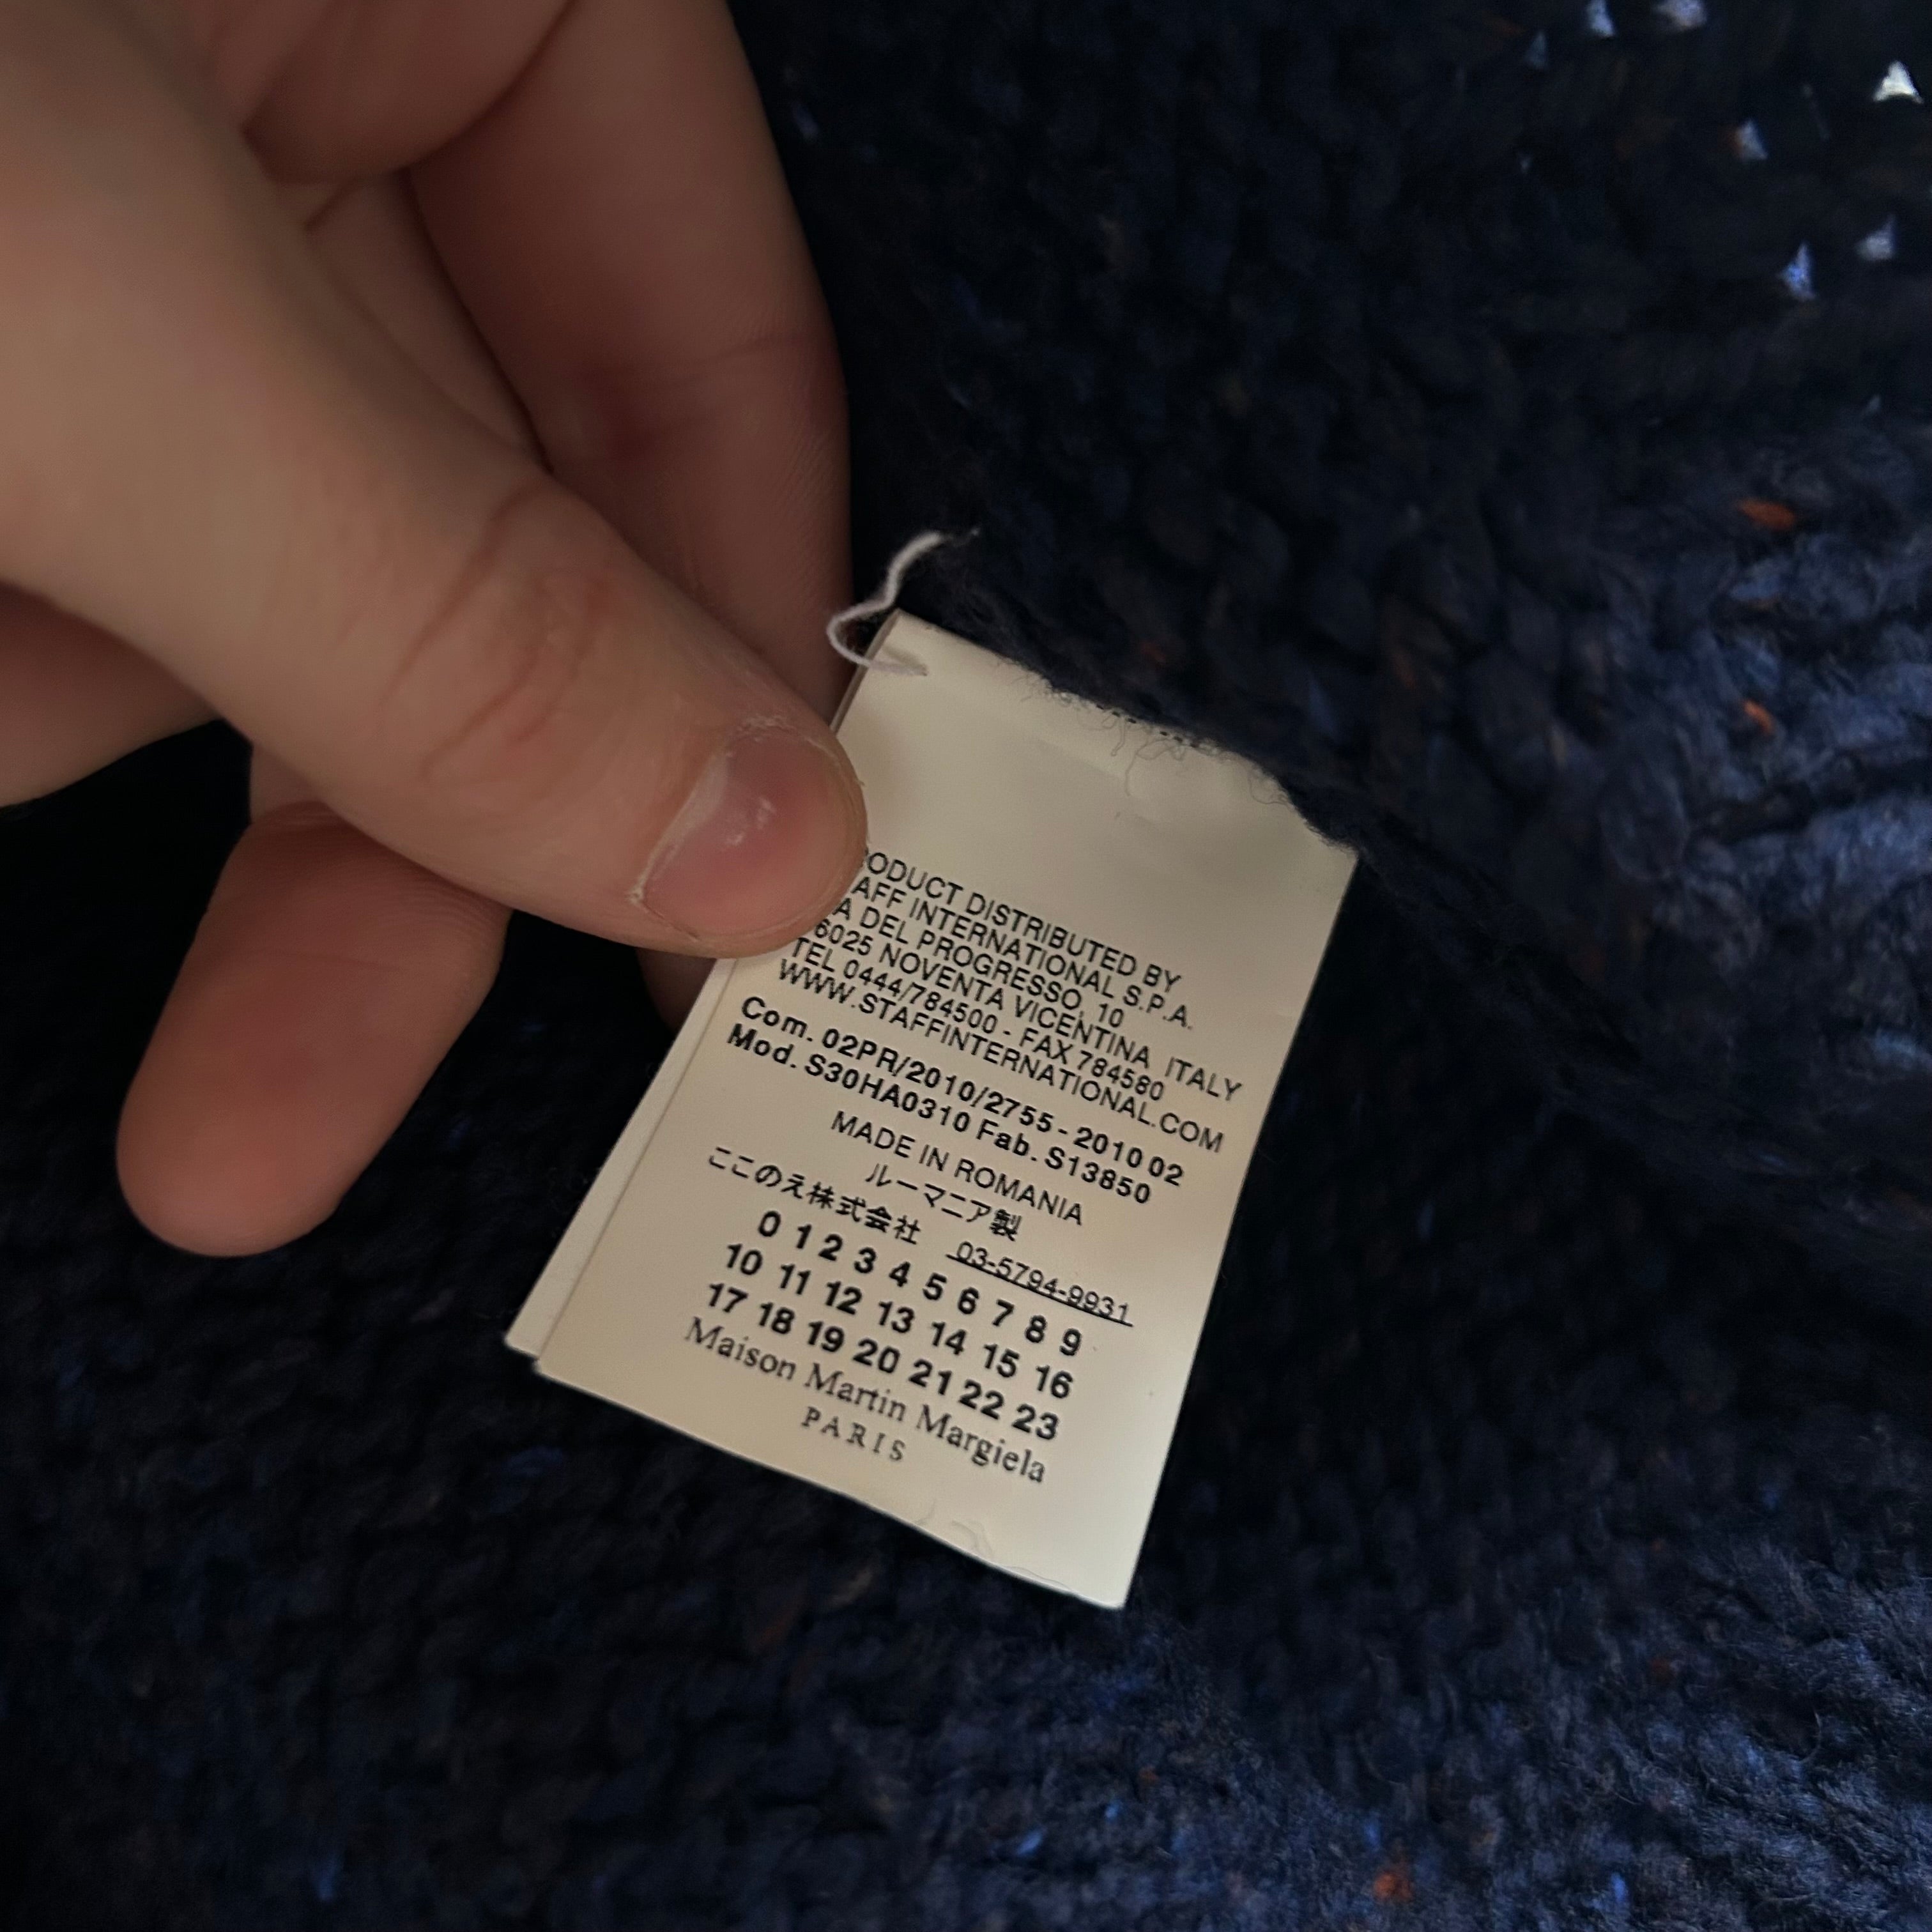 ODUCT DISTRIBUTED BY
AFF INTERNATIONAL S.P.A.
A DEL PROGRESSO, 10
6025 NOVENTA VICENTINA ITALY
TEL 0444/784500 - FAX 784580
WWW.STAFFINTERNATIONAL.COM
Com. 02PR/2010/2755 - 2010 02
Mod. S30HA0310 Fab. S13850
MADE IN ROMANIA
ルーマニア製
ここのえ株式会社 03-5794-9931
0 1 2 3 4 5 6 7 8 9
10 11 12 13 14 15 16
17 18 19 20 21 22 23
Maison Martin Margiela
PARIS